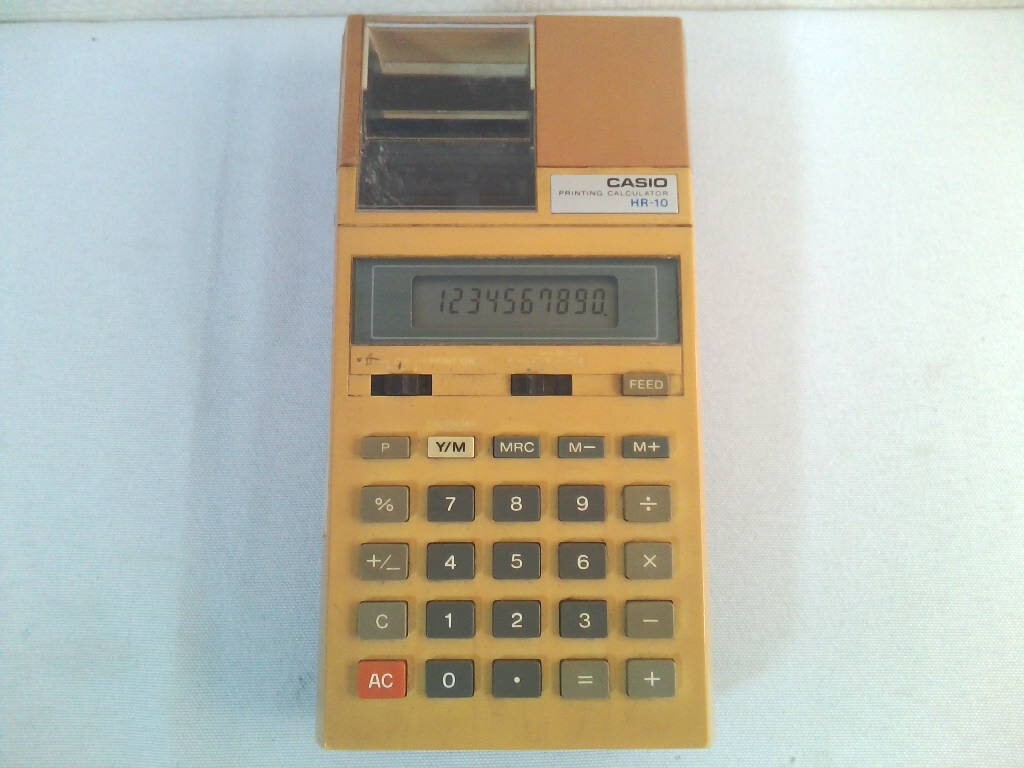 CASIO
PRINTING CALCULATOR
HR-10
1234567890.
FEED
P Y/M MRC M− M+
% 7 8 9 ÷
+/− 4 5 6 ×
C 1 2 3 −
AC 0 . = +